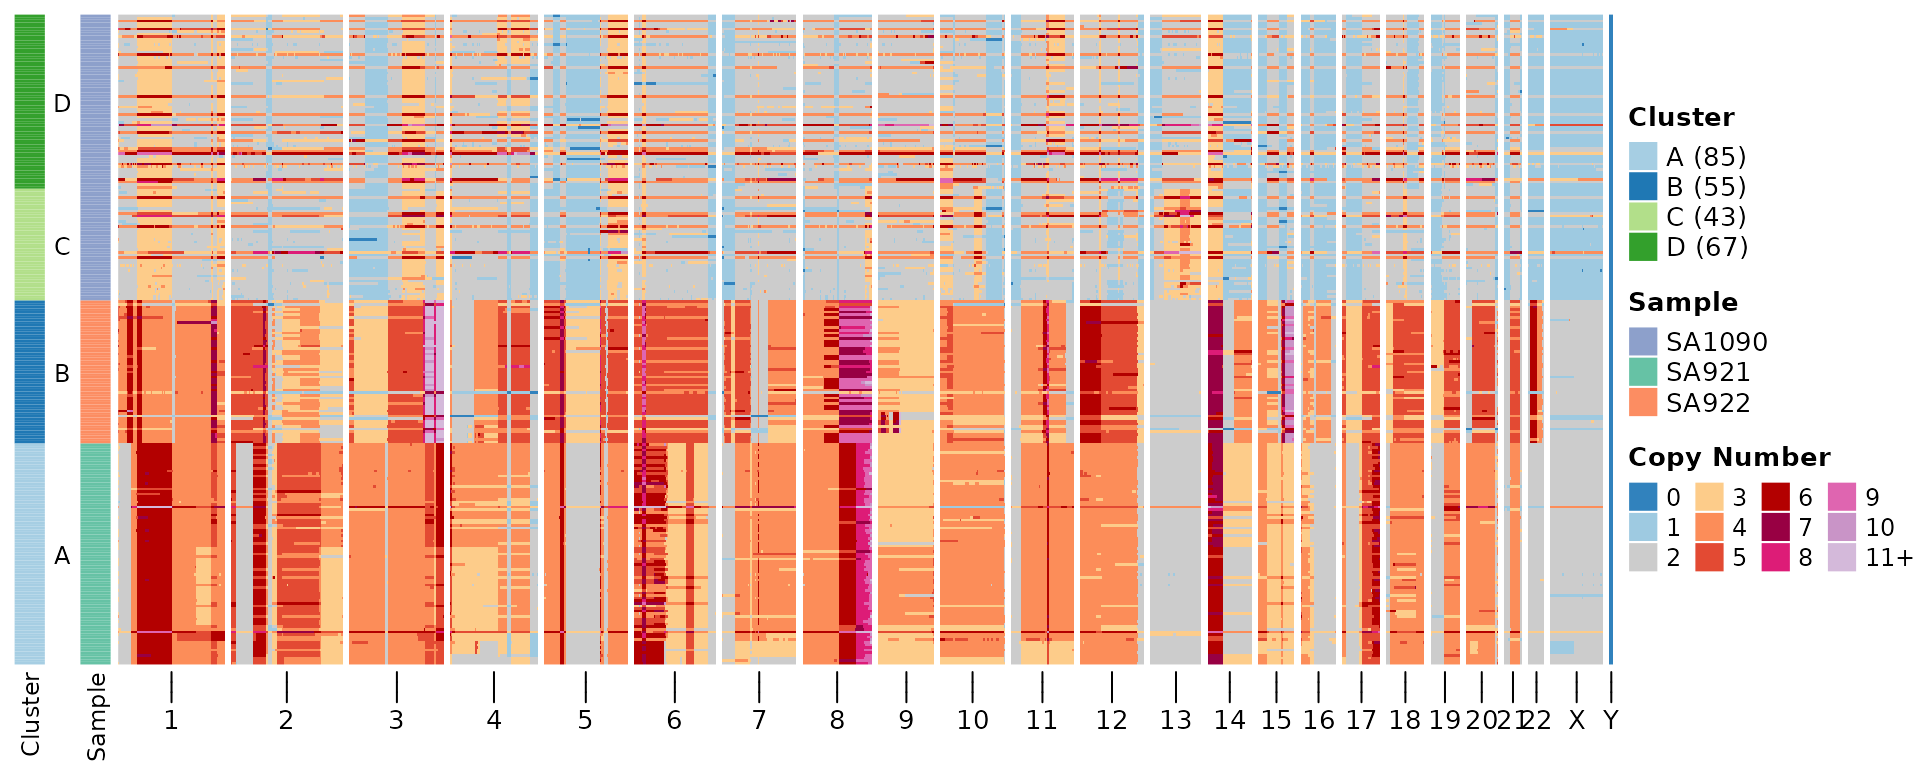 D
C
B
A
Cluster
Sample
1 2 3 4 5 6 7 8 9 10 11 12 13 14 15 16 17 18 19 20 21 22 X Y
Cluster
A (85)
B (55)
C (43)
D (67)
Sample
SA1090
SA921
SA922
Copy Number
0 3 6 9
1 4 7 10
2 5 8 11+